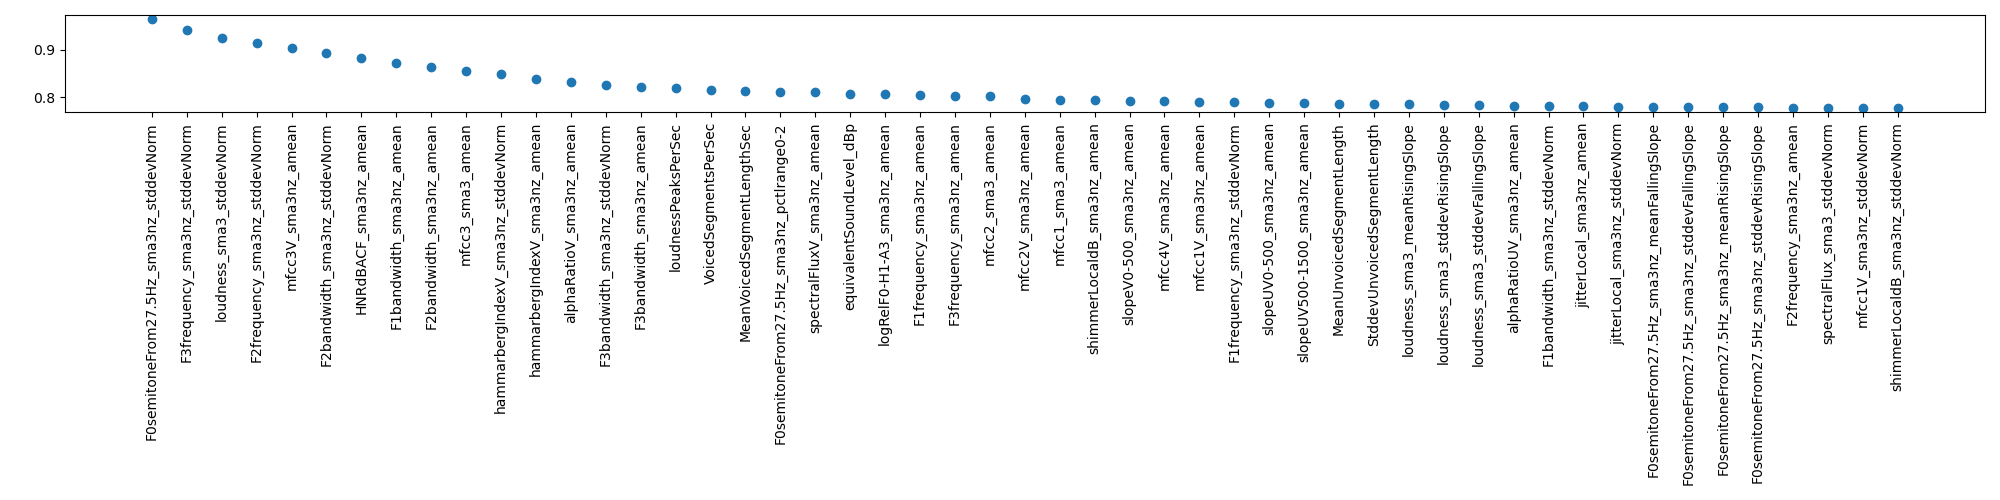 0.9
0.8
F0semitoneFrom27.5Hz_sma3nz_stddevNorm
F3frequency_sma3nz_stddevNorm
loudness_sma3_stddevNorm
F2frequency_sma3nz_stddevNorm
mfcc3V_sma3nz_amean
F2bandwidth_sma3nz_stddevNorm
HNRdBACF_sma3nz_amean
F1bandwidth_sma3nz_amean
F2bandwidth_sma3nz_amean
mfcc3_sma3_amean
hammarbergIndexV_sma3nz_stddevNorm
hammarbergIndexV_sma3nz_amean
alphaRatioV_sma3nz_amean
F3bandwidth_sma3nz_stddevNorm
F3bandwidth_sma3nz_amean
loudnessPeaksPerSec
VoicedSegmentsPerSec
MeanVoicedSegmentLengthSec
F0semitoneFrom27.5Hz_sma3nz_pctlrange0-2
spectralFluxV_sma3nz_amean
equivalentSoundLevel_dBp
logRelF0-H1-A3_sma3nz_amean
F1frequency_sma3nz_amean
F3frequency_sma3nz_amean
mfcc2_sma3_amean
mfcc2V_sma3nz_amean
mfcc1_sma3_amean
shimmerLocaldB_sma3nz_amean
slopeV0-500_sma3nz_amean
mfcc4V_sma3nz_amean
mfcc1V_sma3nz_amean
F1frequency_sma3nz_stddevNorm
slopeUV0-500_sma3nz_amean
slopeUV500-1500_sma3nz_amean
MeanUnvoicedSegmentLength
StddevUnvoicedSegmentLength
loudness_sma3_meanRisingSlope
loudness_sma3_stddevRisingSlope
loudness_sma3_stddevFallingSlope
alphaRatioUV_sma3nz_amean
F1bandwidth_sma3nz_stddevNorm
jitterLocal_sma3nz_amean
jitterLocal_sma3nz_stddevNorm
F0semitoneFrom27.5Hz_sma3nz_meanFallingSlope
F0semitoneFrom27.5Hz_sma3nz_stddevFallingSlope
F0semitoneFrom27.5Hz_sma3nz_meanRisingSlope
F0semitoneFrom27.5Hz_sma3nz_stddevRisingSlope
F2frequency_sma3nz_amean
spectralFlux_sma3_stddevNorm
mfcc1V_sma3nz_stddevNorm
shimmerLocaldB_sma3nz_stddevNorm